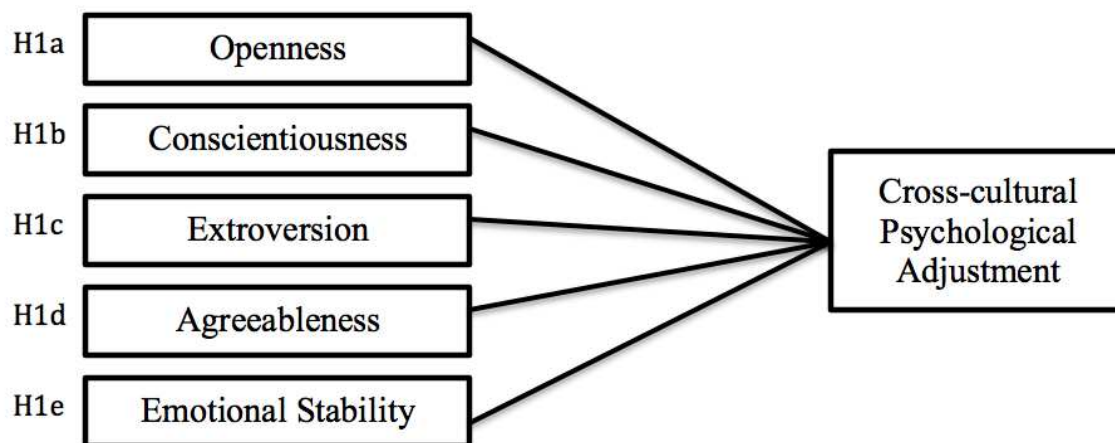 H1a Openness
H1b Conscientiousness
H1c Extroversion
H1d Agreeableness
H1e Emotional Stability
Cross-cultural
Psychological
Adjustment